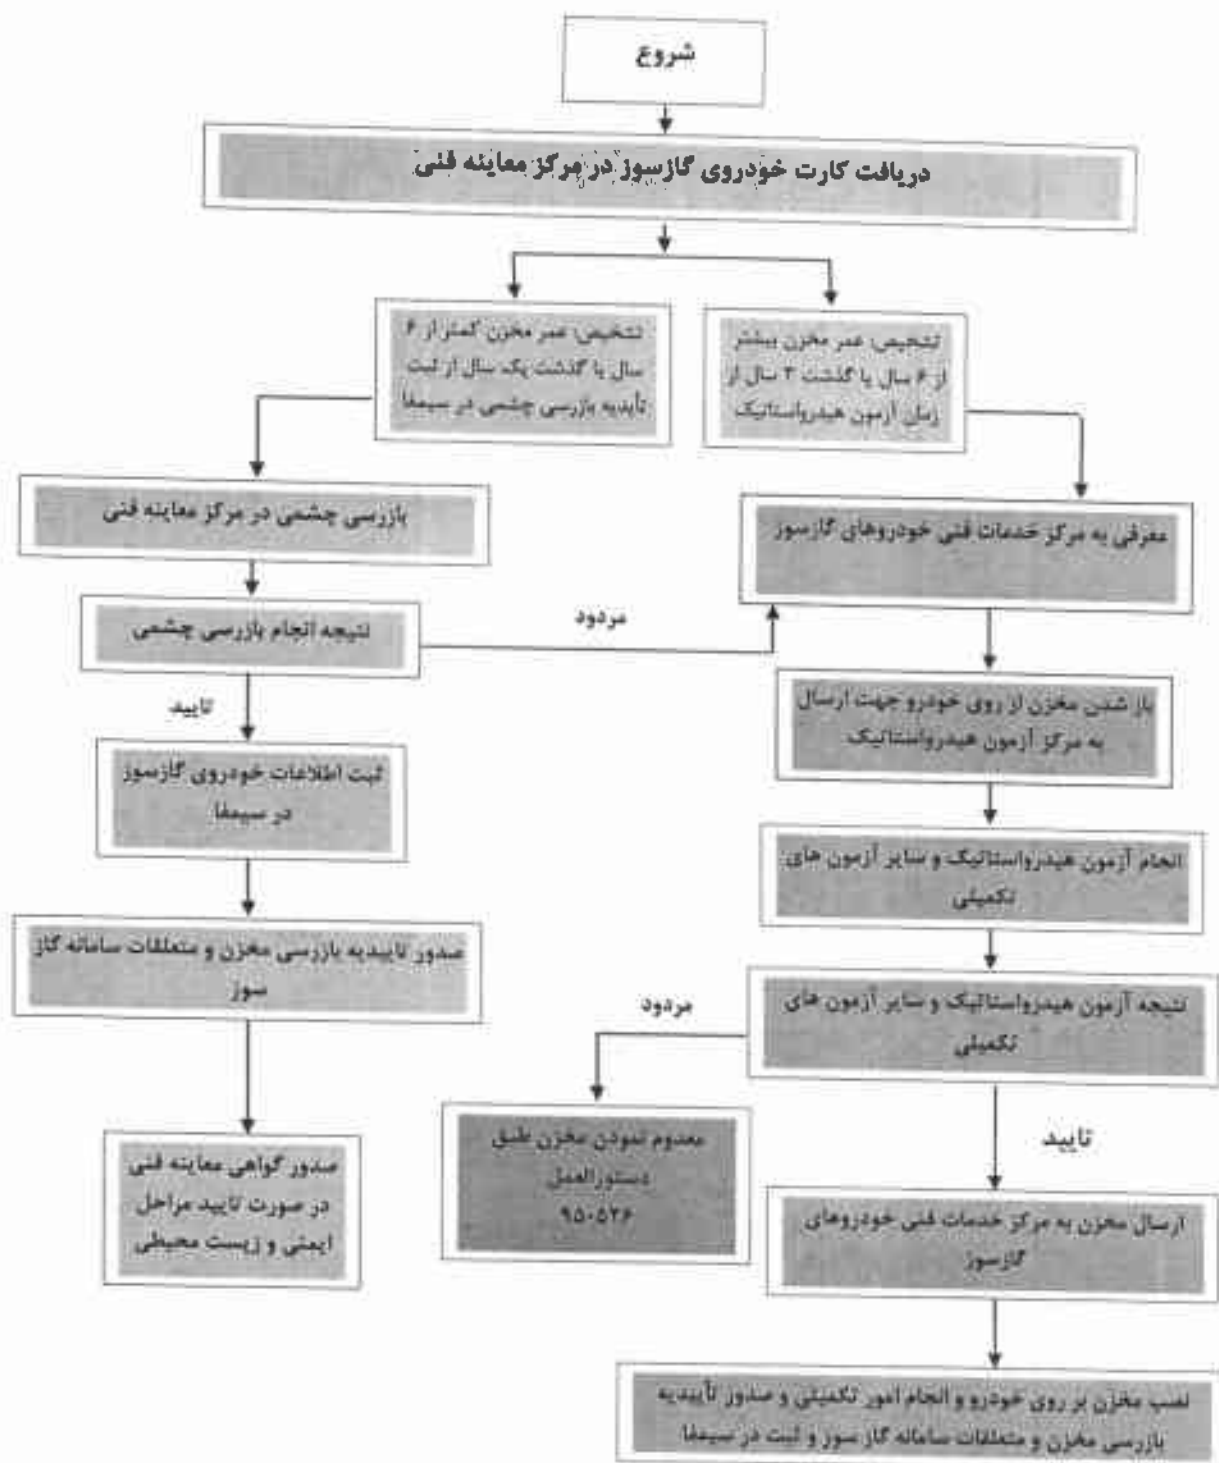 شروع
دریافت کارت خودروی گازسوز در مرکز معاینه فنی
تشخیص: عمر مخزن بیشتر
از ۶ سال یا گذشت ۳ سال از
زمان آزمون هیدرواستاتیک
تشخیص: عمر مخزن کمتر از ۶
سال یا گذشت یک سال از ثبت
تأیدیه بازرسی چشمی در سیمفا
معرفی به مرکز خدمات فنی خودروهای گازسوز
بازرسی چشمی در مرکز معاینه فنی
نتیجه انجام بازرسی چشمی
مردود
تایید
باز شدن مخزن از روی خودرو جهت ارسال
به مرکز آزمون هیدرواستاتیک
ثبت اطلاعات خودروی گازسوز
در سیمفا
انجام آزمون هیدرواستاتیک و سایر آزمون های
تکمیلی
صدور تاییدیه بازرسی مخزن و متعلقات سامانه گاز
سوز
نتیجه آزمون هیدرواستاتیک و سایر آزمون های
تکمیلی
مردود
تایید
معدوم نمودن مخزن طبق
دستورالعمل
۹۵۰۵۲۶
صدور گواهی معاینه فنی
در صورت تایید مراحل
ایمنی و زیست محیطی
ارسال مخزن به مرکز خدمات فنی خودروهای
گازسوز
نصب مخزن بر روی خودرو و انجام امور تکمیلی و صدور تأییدیه
بازرسی مخزن و متعلقات سامانه گاز سوز و ثبت در سیمفا